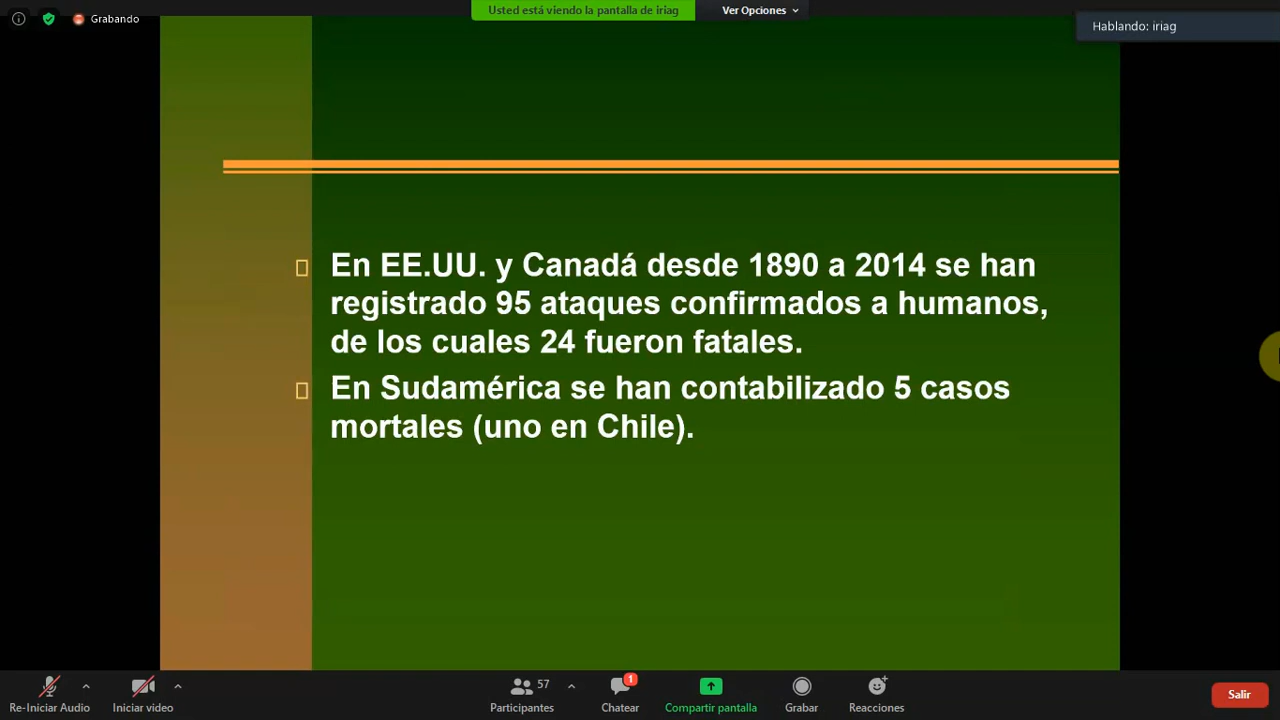 Grabando
Usted está viendo la pantalla de iriag
Ver Opciones
Hablando: iriag
En EE.UU. y Canadá desde 1890 a 2014 se han
registrado 95 ataques confirmados a humanos,
de los cuales 24 fueron fatales.
En Sudamérica se han contabilizado 5 casos
mortales (uno en Chile).
57
1
Re-Iniciar Audio
Iniciar video
Participantes
Chatear
Compartir pantalla
Grabar
Reacciones
Salir